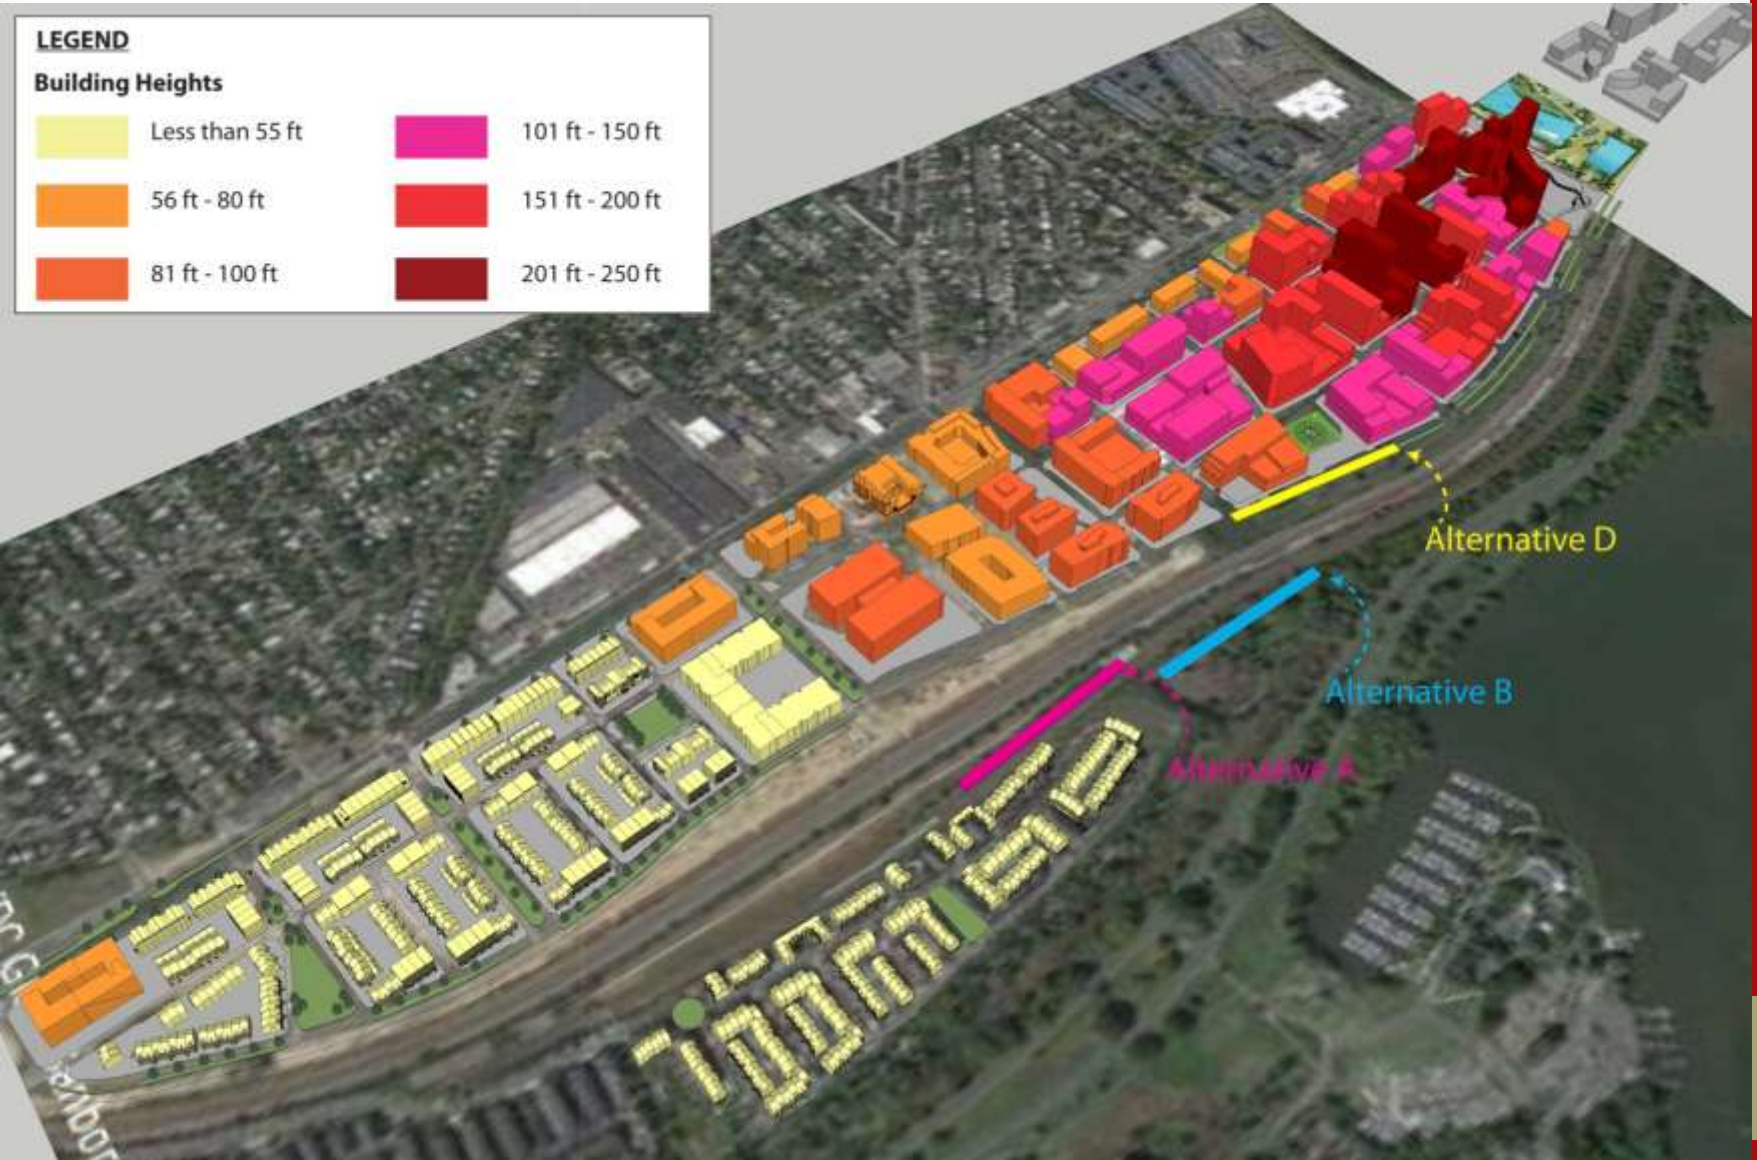 LEGEND
Building Heights
Less than 55 ft
56 ft - 80 ft
81 ft - 100 ft
101 ft - 150 ft
151 ft - 200 ft
201 ft - 250 ft
Alternative D
Alternative B
Alternative A